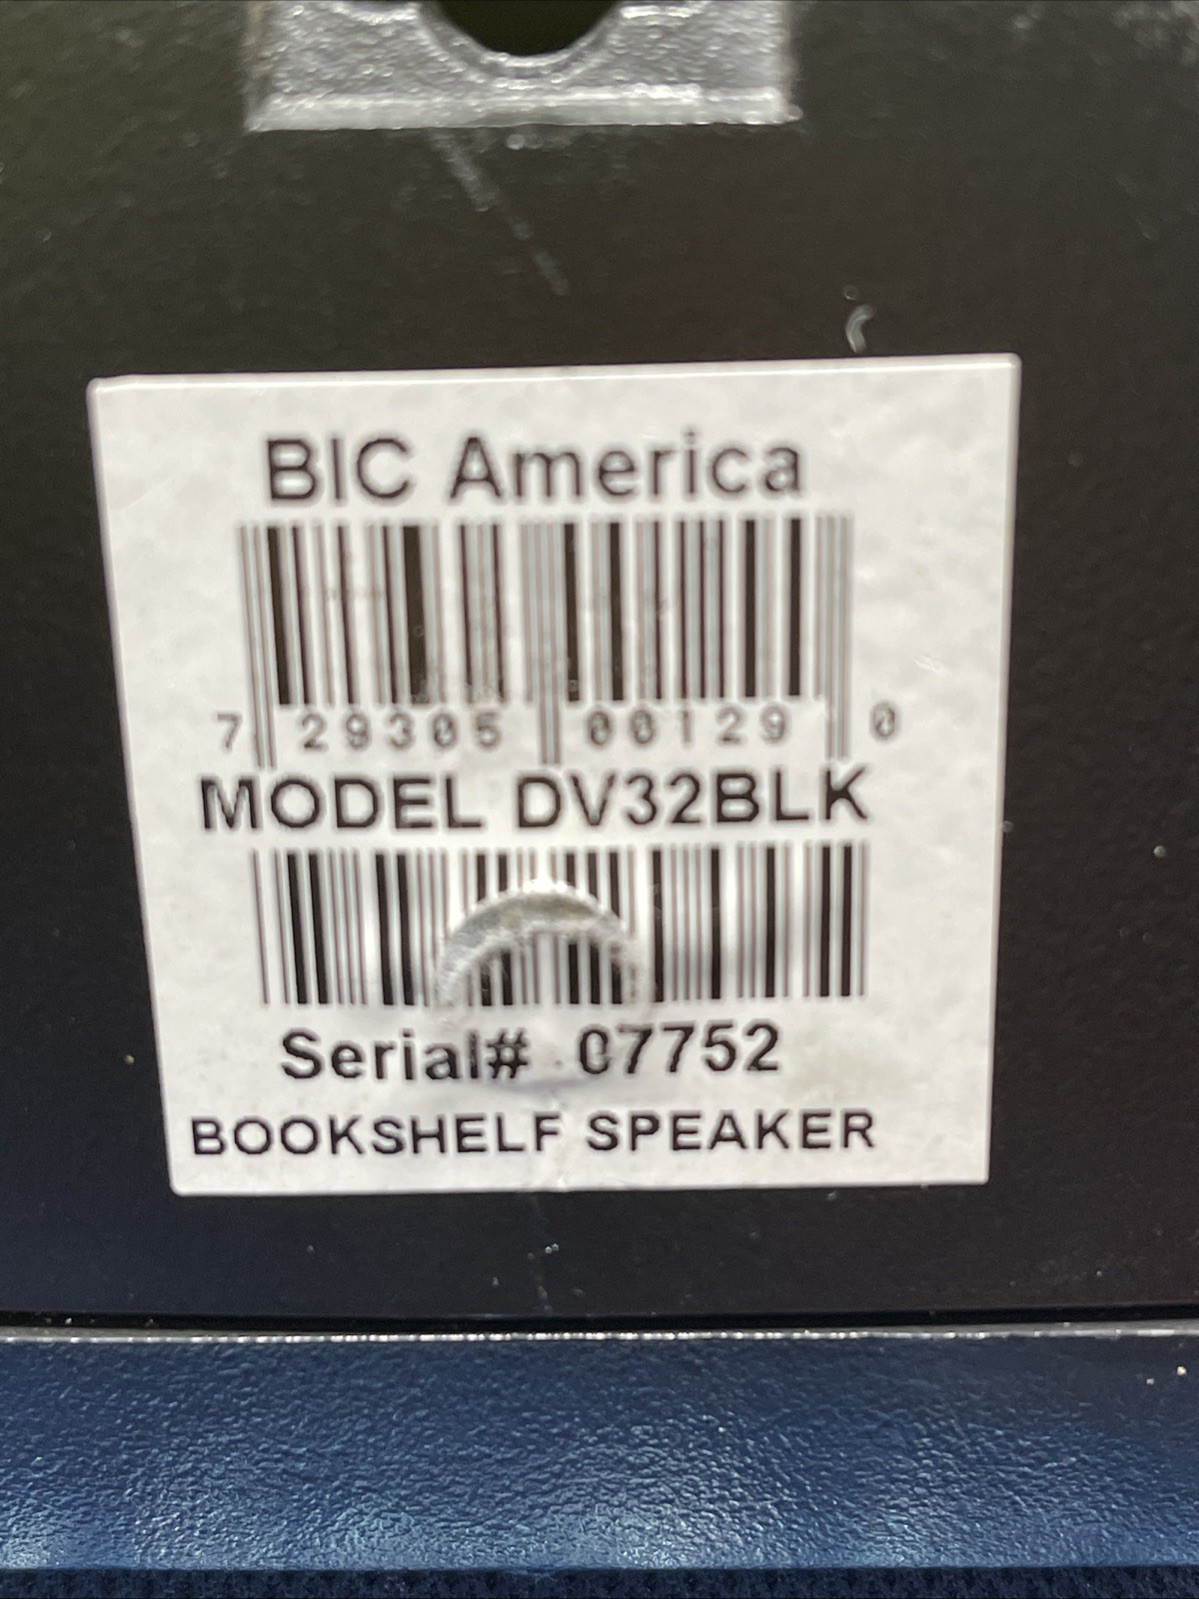 BIC America
7 29305 00129 0
MODEL DV32BLK
Serial# 07752
BOOKSHELF SPEAKER